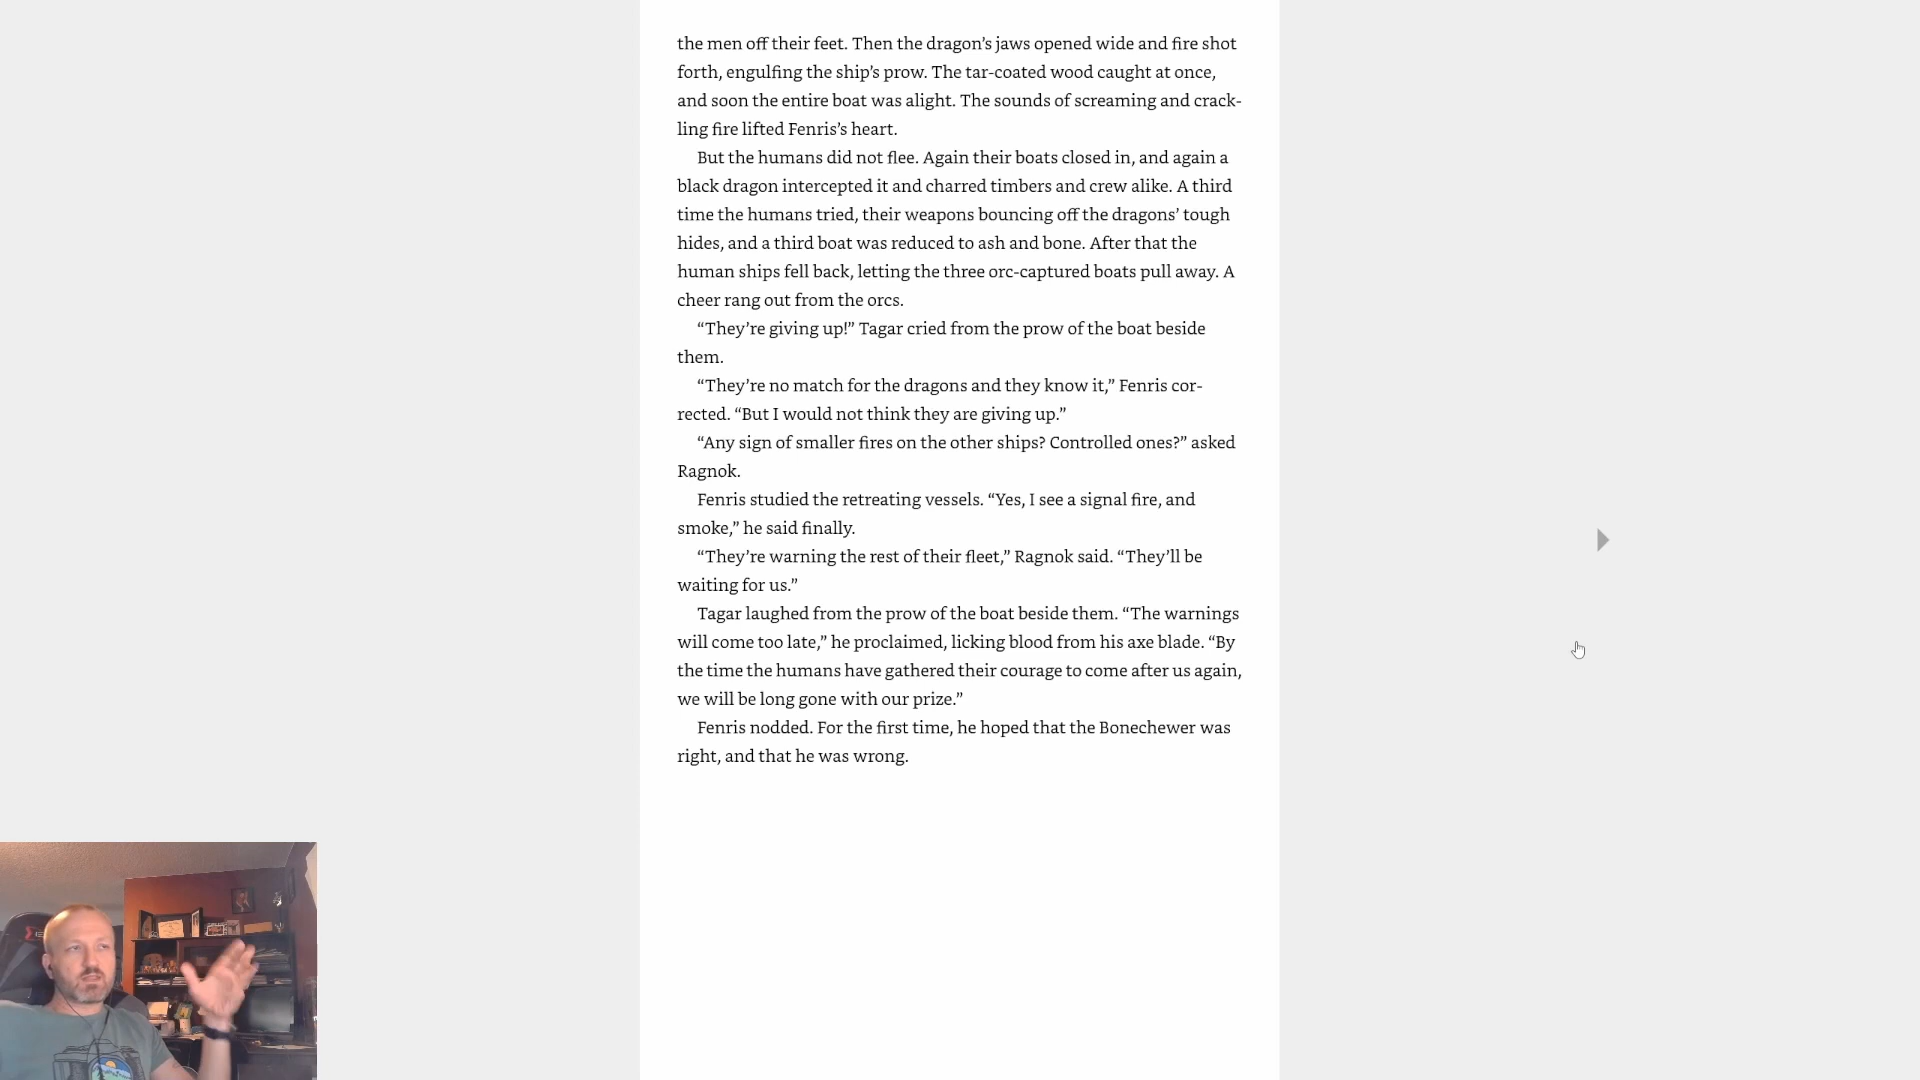 the men off their feet. Then the dragon’s jaws opened wide and fire shot
forth, engulfing the ship’s prow. The tar-coated wood caught at once,
and soon the entire boat was alight. The sounds of screaming and crack-
ling fire lifted Fenris’s heart.
But the humans did not flee. Again their boats closed in, and again a
black dragon intercepted it and charred timbers and crew alike. A third
time the humans tried, their weapons bouncing off the dragons’ tough
hides, and a third boat was reduced to ash and bone. After that the
human ships fell back, letting the three orc-captured boats pull away. A
cheer rang out from the orcs.
“They’re giving up!” Tagar cried from the prow of the boat beside
them.
“They’re no match for the dragons and they know it,” Fenris cor-
rected. “But I would not think they are giving up.”
“Any sign of smaller fires on the other ships? Controlled ones?” asked
Ragnok.
Fenris studied the retreating vessels. “Yes, I see a signal fire, and
smoke,” he said finally.
“They’re warning the rest of their fleet,” Ragnok said. “They’ll be
waiting for us.”
Tagar laughed from the prow of the boat beside them. “The warnings
will come too late,” he proclaimed, licking blood from his axe blade. “By
the time the humans have gathered their courage to come after us again,
we will be long gone with our prize.”
Fenris nodded. For the first time, he hoped that the Bonechewer was
right, and that he was wrong.